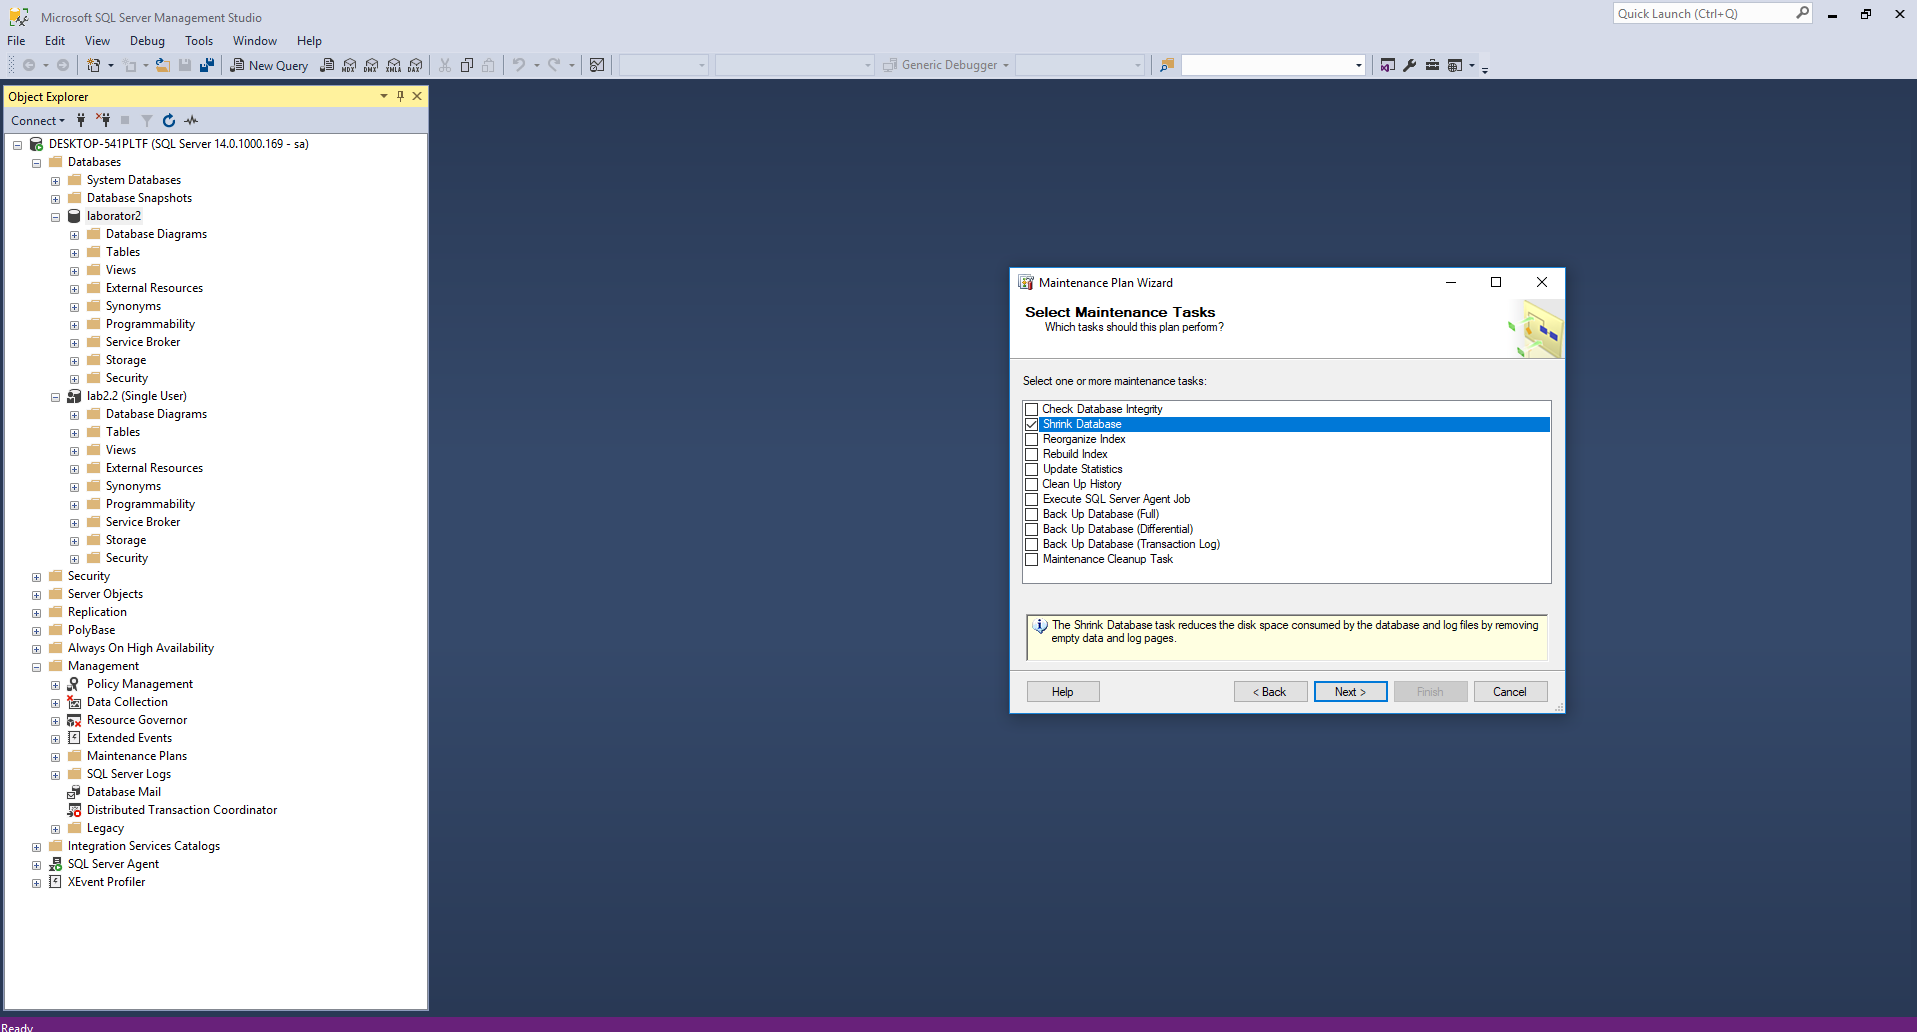 Microsoft SQL Server Management Studio
Quick Launch (Ctrl+Q)
File Edit View Debug Tools Window Help
New Query MDX DMX XMLA DAX Generic Debugger
Object Explorer
Connect
DESKTOP-541PLTF (SQL Server 14.0.1000.169 - sa)
Databases
System Databases
Database Snapshots
laborator2
Database Diagrams
Tables
Views
External Resources
Synonyms
Programmability
Service Broker
Storage
Security
lab2.2 (Single User)
Database Diagrams
Tables
Views
External Resources
Synonyms
Programmability
Service Broker
Storage
Security
Security
Server Objects
Replication
PolyBase
Always On High Availability
Management
Policy Management
Data Collection
Resource Governor
Extended Events
Maintenance Plans
SQL Server Logs
Database Mail
Distributed Transaction Coordinator
Legacy
Integration Services Catalogs
SQL Server Agent
XEvent Profiler
Maintenance Plan Wizard
Select Maintenance Tasks
Which tasks should this plan perform?
Select one or more maintenance tasks:
Check Database Integrity
Shrink Database
Reorganize Index
Rebuild Index
Update Statistics
Clean Up History
Execute SQL Server Agent Job
Back Up Database (Full)
Back Up Database (Differential)
Back Up Database (Transaction Log)
Maintenance Cleanup Task
The Shrink Database task reduces the disk space consumed by the database and log files by removing
empty data and log pages.
Help < Back Next > Finish Cancel
Ready